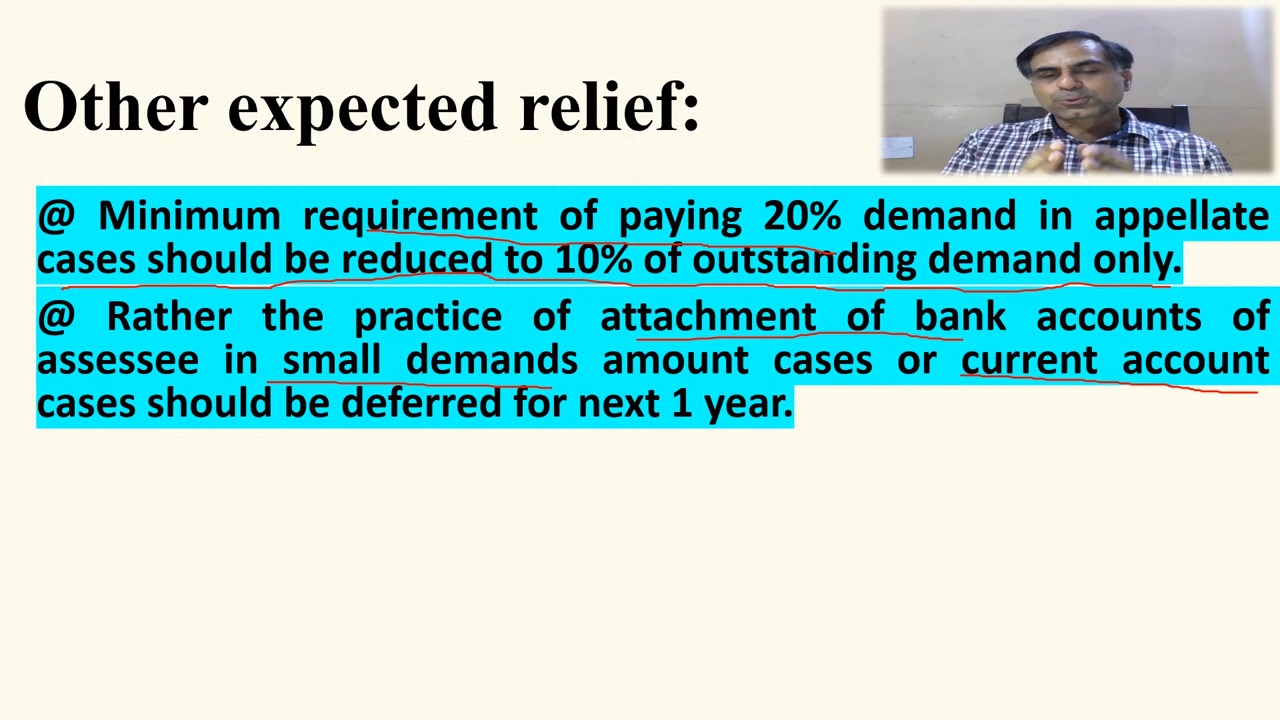 Other expected relief:
@ Minimum requirement of paying 20% demand in appellate
cases should be reduced to 10% of outstanding demand only.
@ Rather the practice of attachment of bank accounts of
assessee in small demands amount cases or current account
cases should be deferred for next 1 year.